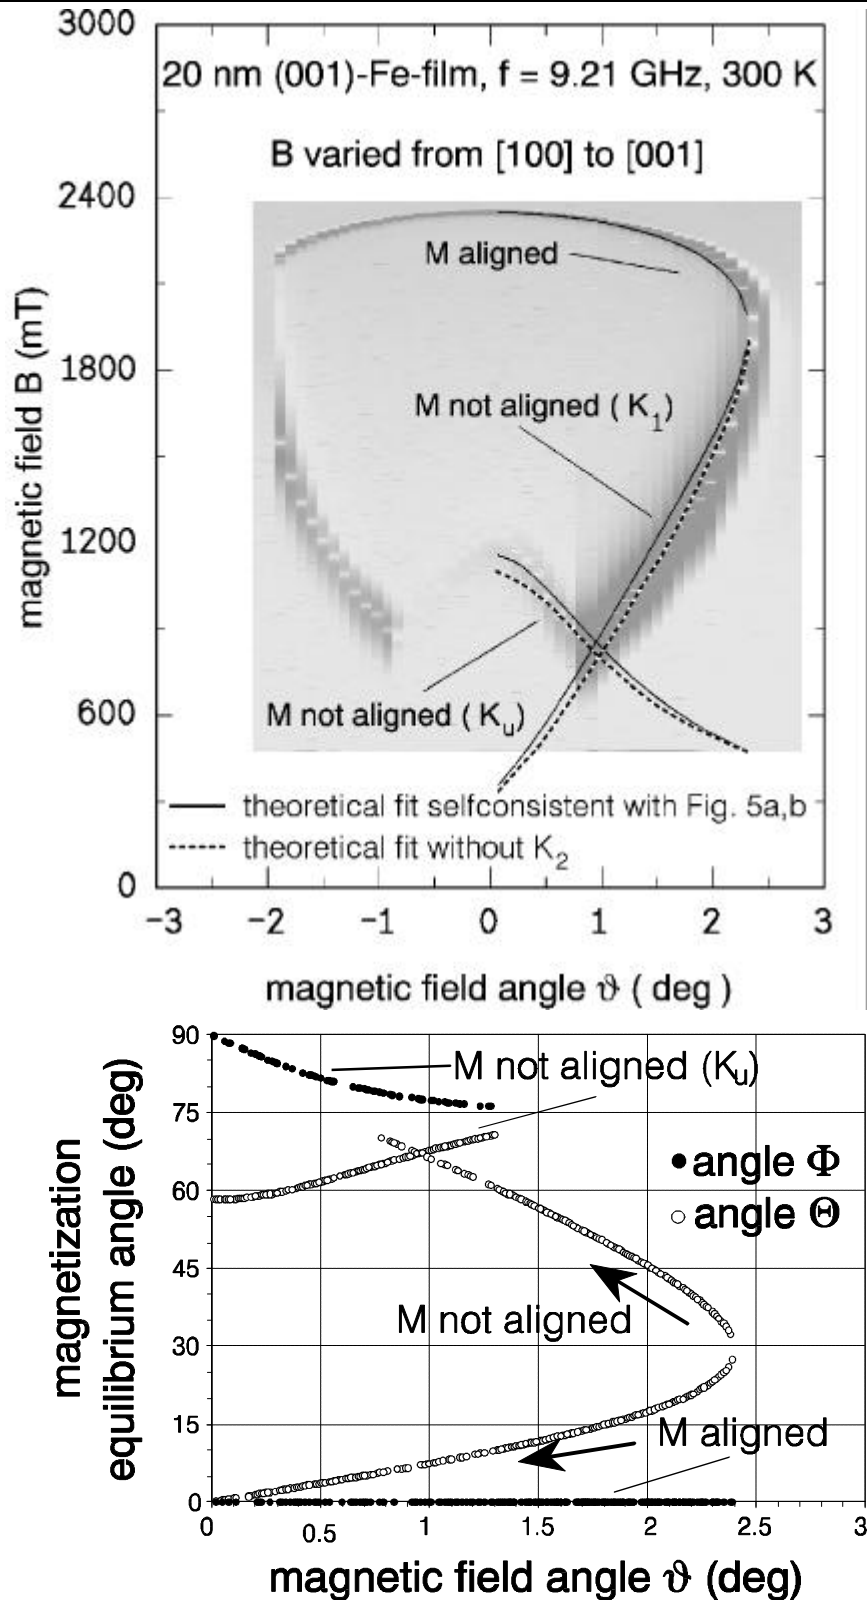 3000
20 nm (001)-Fe-film, f = 9.21 GHz, 300 K
B varied from [100] to [001]
2400
M aligned
1800
M not aligned ( K1)
1200
600
M not aligned ( Ku)
theoretical fit selfconsistent with Fig. 5a,b
theoretical fit without K2
0
−3 −2 −1 0 1 2 3
magnetic field B (mT)
magnetic field angle ϑ ( deg )
90
M not aligned (Ku)
75
angle Φ
60
angle Θ
45
M not aligned
30
15
M aligned
0
0 0.5 1 1.5 2 2.5 3
magnetization
equilibrium angle (deg)
magnetic field angle ϑ (deg)